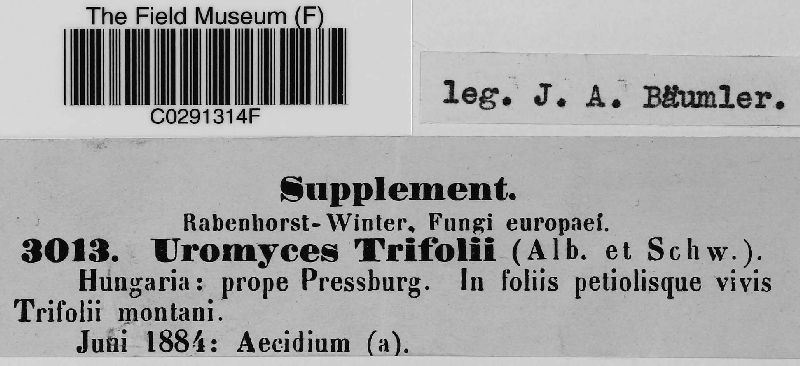 The Field Museum (F)
C0291314F
leg. J. A. Bäumler.
Supplement.
Rabenhorst-Winter, Fungi europaei.
3013. Uromyces Trifolii (Alb. et Schw.).
Hungaria: prope Pressburg. In foliis petiolisque vivis
Trifolii montani.
Juni 1884: Aecidium (a).